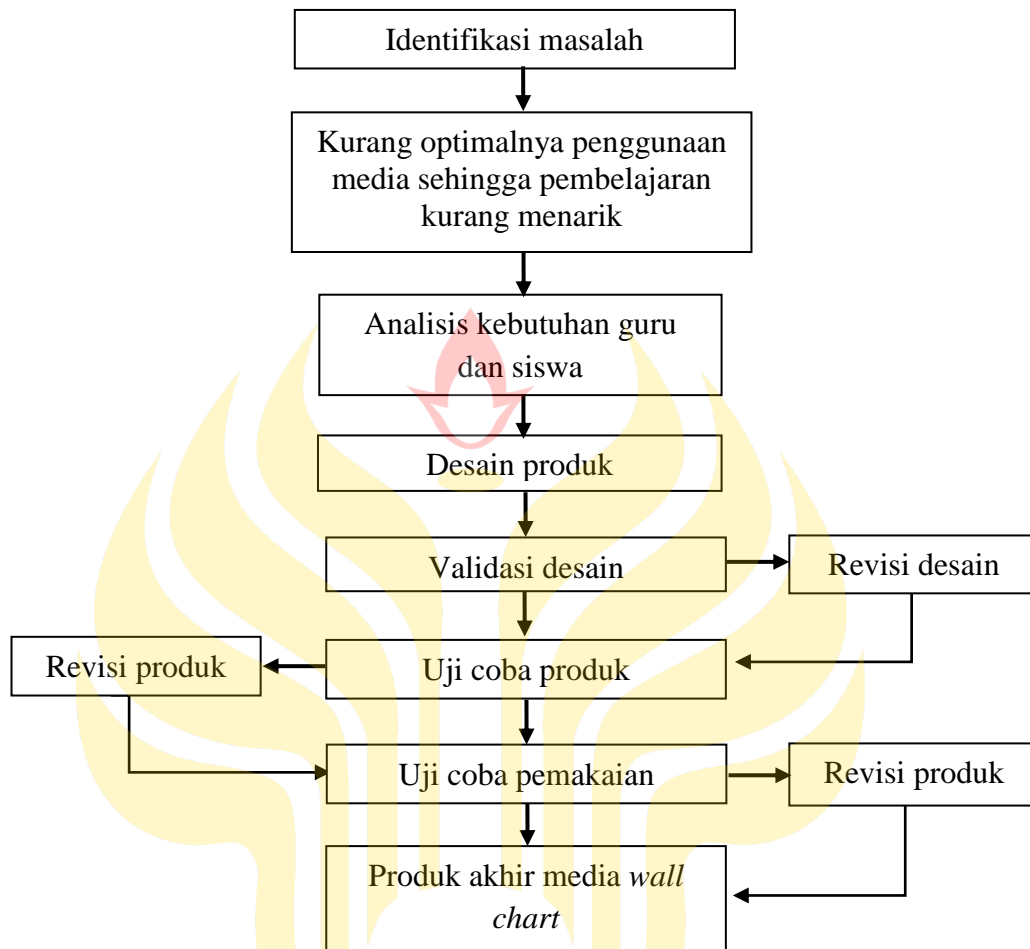 Identifikasi masalah
Kurang optimalnya penggunaan
media sehingga pembelajaran
kurang menarik
Analisis kebutuhan guru
dan siswa
Desain produk
Validasi desain
Revisi desain
Revisi produk
Uji coba produk
Uji coba pemakaian
Revisi produk
Produk akhir media wall
chart